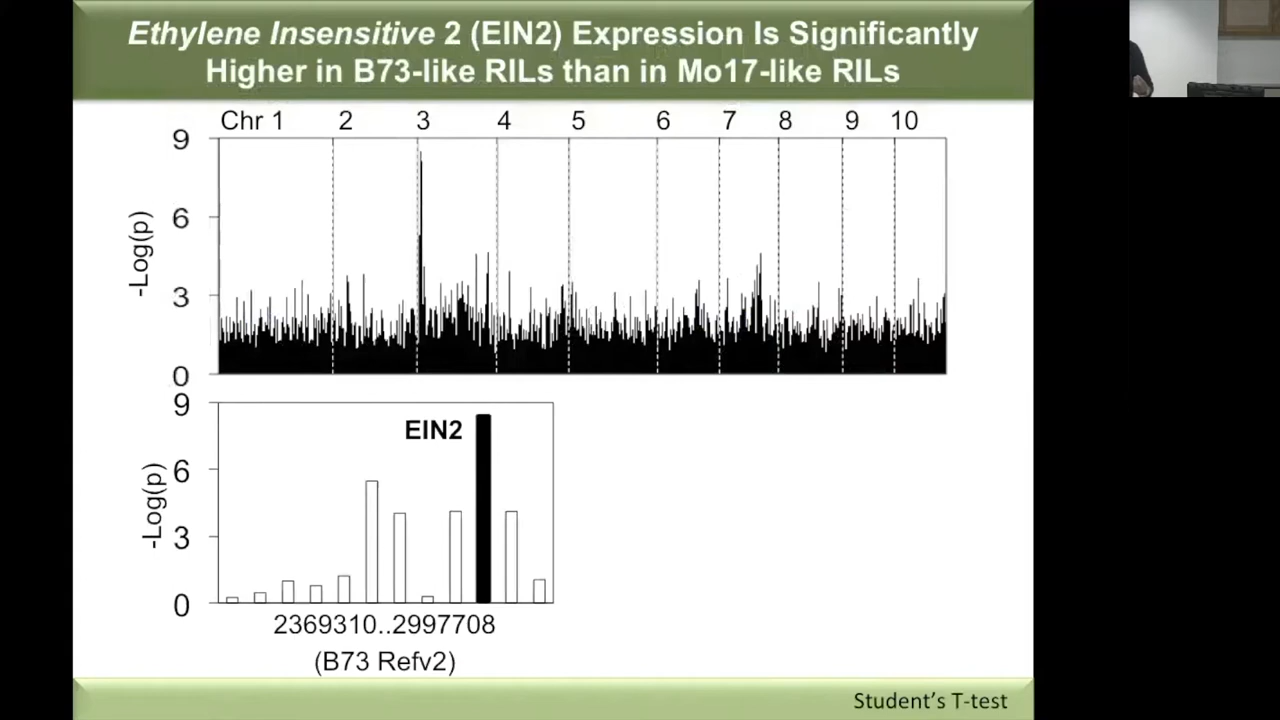 Ethylene Insensitive 2 (EIN2) Expression Is Significantly
Higher in B73-like RILs than in Mo17-like RILs
Chr 1 2 3 4 5 6 7 8 9 10
9
6
3
0
-Log(p)
9
6
3
0
-Log(p)
EIN2
2369310..2997708
(B73 Refv2)
Student’s T-test